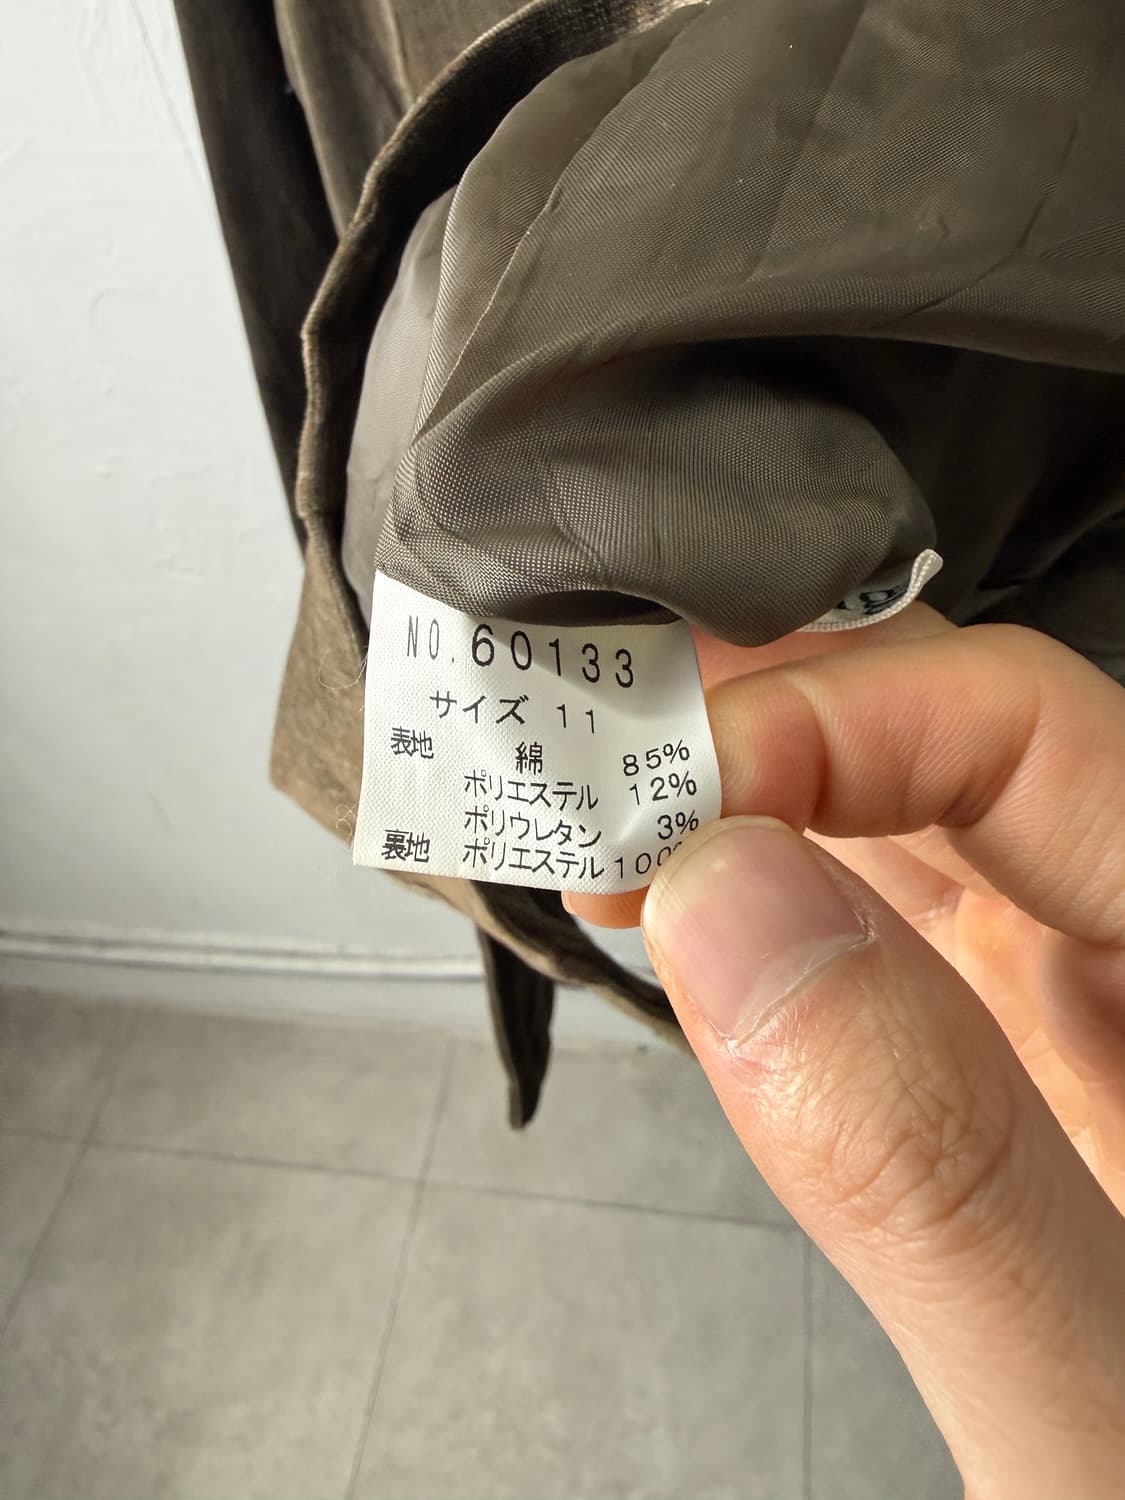 NO.60133
サイズ 11
表地 綿 85%
ポリエステル 12%
ポリウレタン 3%
裏地 ポリエステル 100%